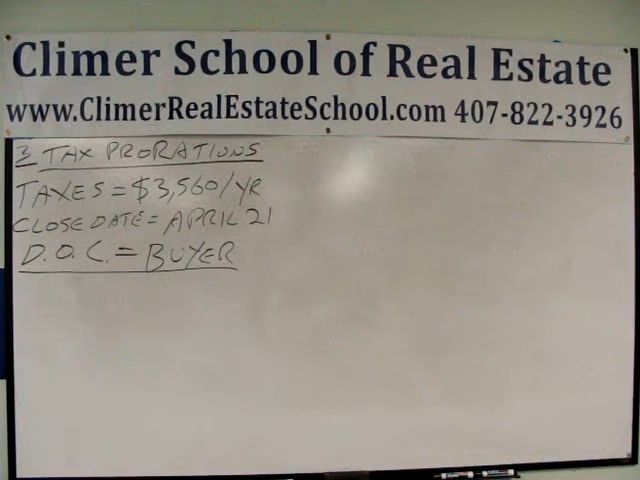 Climer School of Real Estate
www.ClimerRealEstateSchool.com 407-822-3926
3 TAX PRORATIONS
TAXES = $3,560/YR
CLOSE DATE = APRIL 21
D.O.C. = BUYER